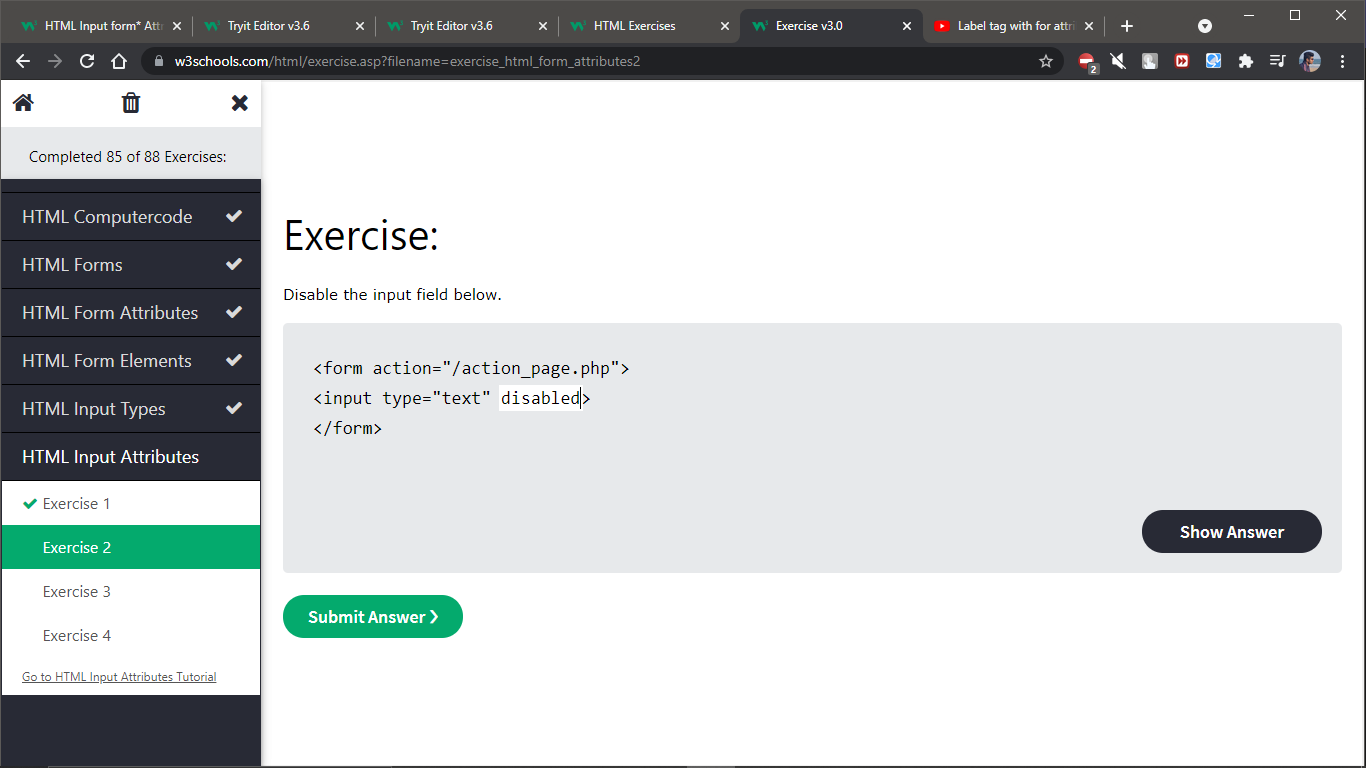 HTML Input form* Att
Tryit Editor v3.6
Tryit Editor v3.6
HTML Exercises
Exercise v3.0
Label tag with for attri
w3schools.com/html/exercise.asp?filename=exercise_html_form_attributes2
2
Completed 85 of 88 Exercises:
HTML Computercode
HTML Forms
HTML Form Attributes
HTML Form Elements
HTML Input Types
HTML Input Attributes
Exercise 1
Exercise 2
Exercise 3
Exercise 4
Go to HTML Input Attributes Tutorial
Exercise:
Disable the input field below.
<form action="/action_page.php">
<input type="text" disabled>
</form>
Show Answer
Submit Answer ❯